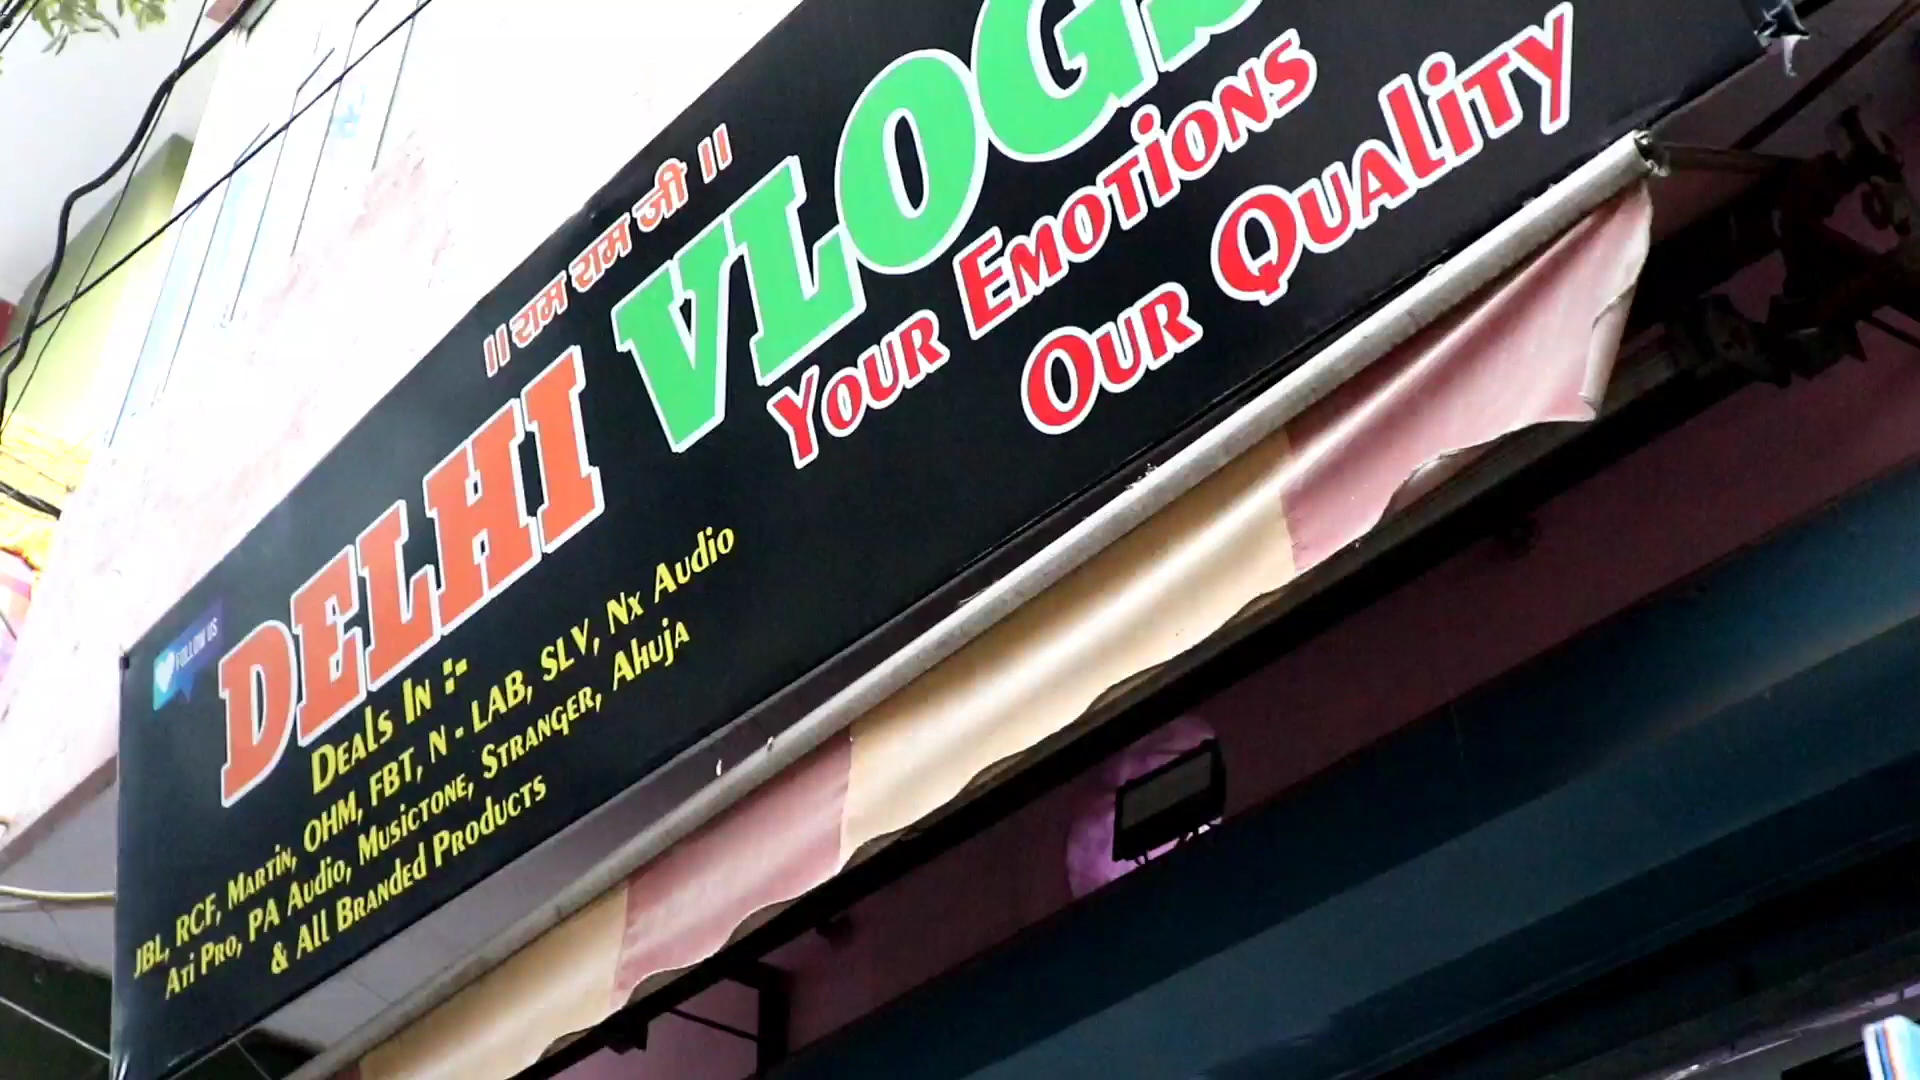 || राम राम जी ||
DELHI
YOUR EMOTIONS
OUR QUALITY
FOLLOW US
DEALS IN :-
JBL, RCF, MARTIN, OHM, FBT, N - LAB, SLV, NX AUDIO
ATI PRO, PA AUDIO, MUSICTONE, STRANGER, AHUJA
& ALL BRANDED PRODUCTS